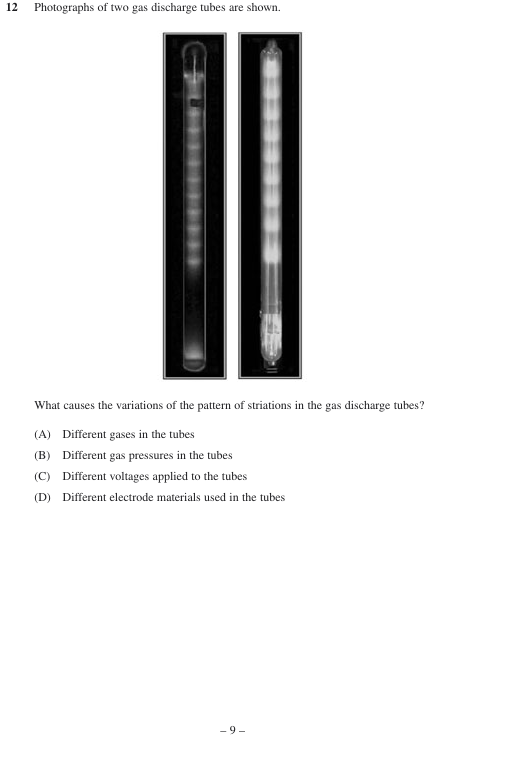 12 Photographs of two gas discharge tubes are shown.
What causes the variations of the pattern of striations in the gas discharge tubes?
(A) Different gases in the tubes
(B) Different gas pressures in the tubes
(C) Different voltages applied to the tubes
(D) Different electrode materials used in the tubes
– 9 –